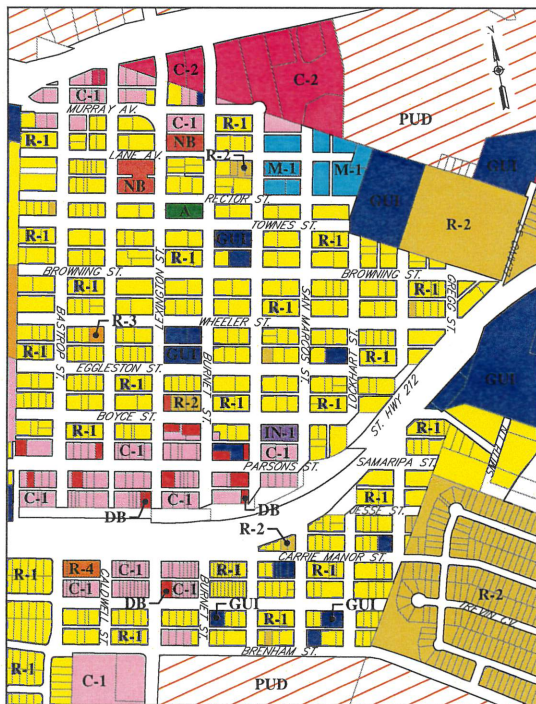 C-2
C-2
N
C-1
MURRAY AV.
PUD
R-1
C-1
R-1
NB
LANE AV.
R-2
M-1
M-1
GUI
NB
RECTOR ST.
GUI
A
TOWNES ST.
R-2
R-1
R-1
GUI
R-1
BROWNING ST.
BROWNING ST.
LEXINGTON ST.
GREGG ST.
R-1
R-1
BASTROP ST.
R-3
WHEELER ST.
SAN MARCOS ST.
R-1
GUI
BURNET ST.
LOCKHART ST.
R-1
GUI
EGGLESTON ST.
R-1
ST. HWY 212
R-1
R-2
R-1
R-1
BOYCE ST.
R-1
IN-1
R-1
C-1
C-1
PARSONS ST.
SAMARIPA ST.
C-1
C-1
R-1
DB
DB
JESSE ST.
R-2
CARRIE MANOR ST.
R-1
R-4
C-1
R-1
R-1
R-2
C-1
C-1
DB
CALDWELL ST.
BURNET ST.
GUI
GUI
R-1
BRENHAM ST.
R-1
C-1
PUD